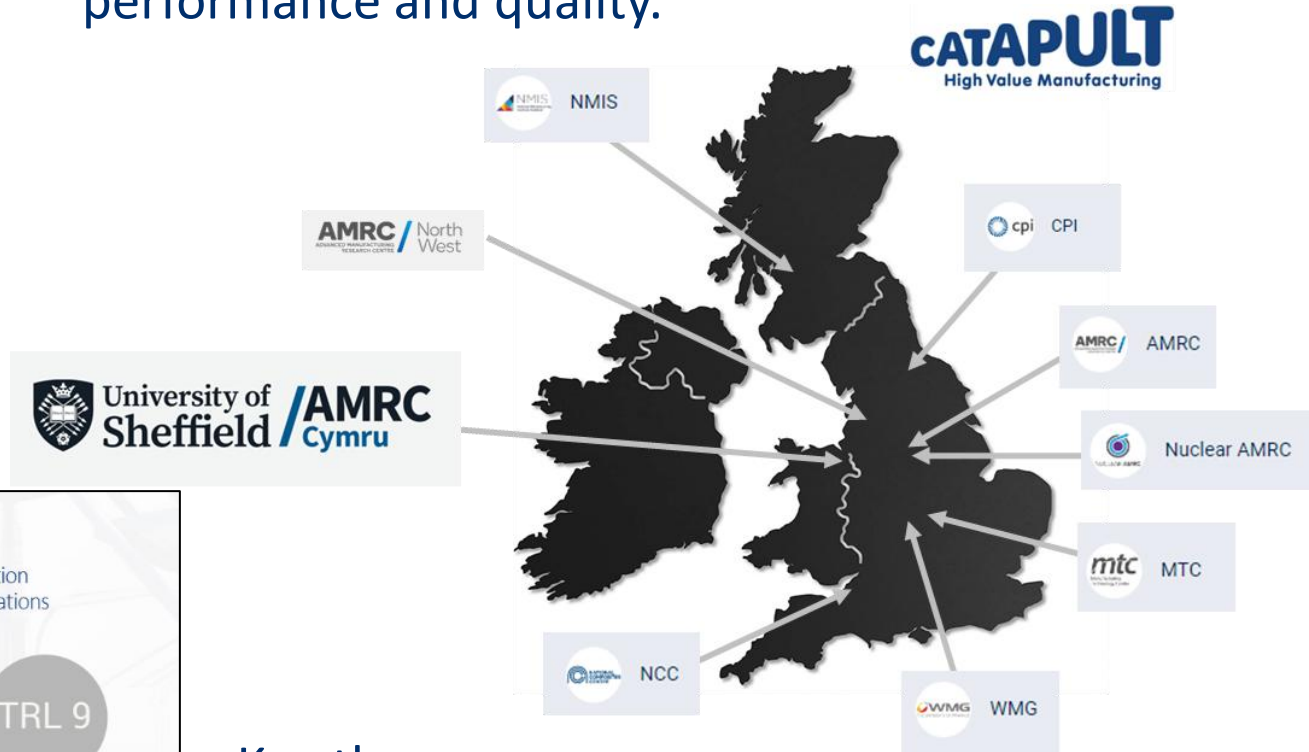 performance and quality.
CATAPULT
High Value Manufacturing
NMIS
NMIS
AMRC / North West
ADVANCED MANUFACTURING
RESEARCH CENTRE
cpi CPI
AMRC/ AMRC
University of
Sheffield /AMRC
Cymru
Nuclear AMRC
mtc MTC
NCC
WMG WMG
tion
ations
TRL 9